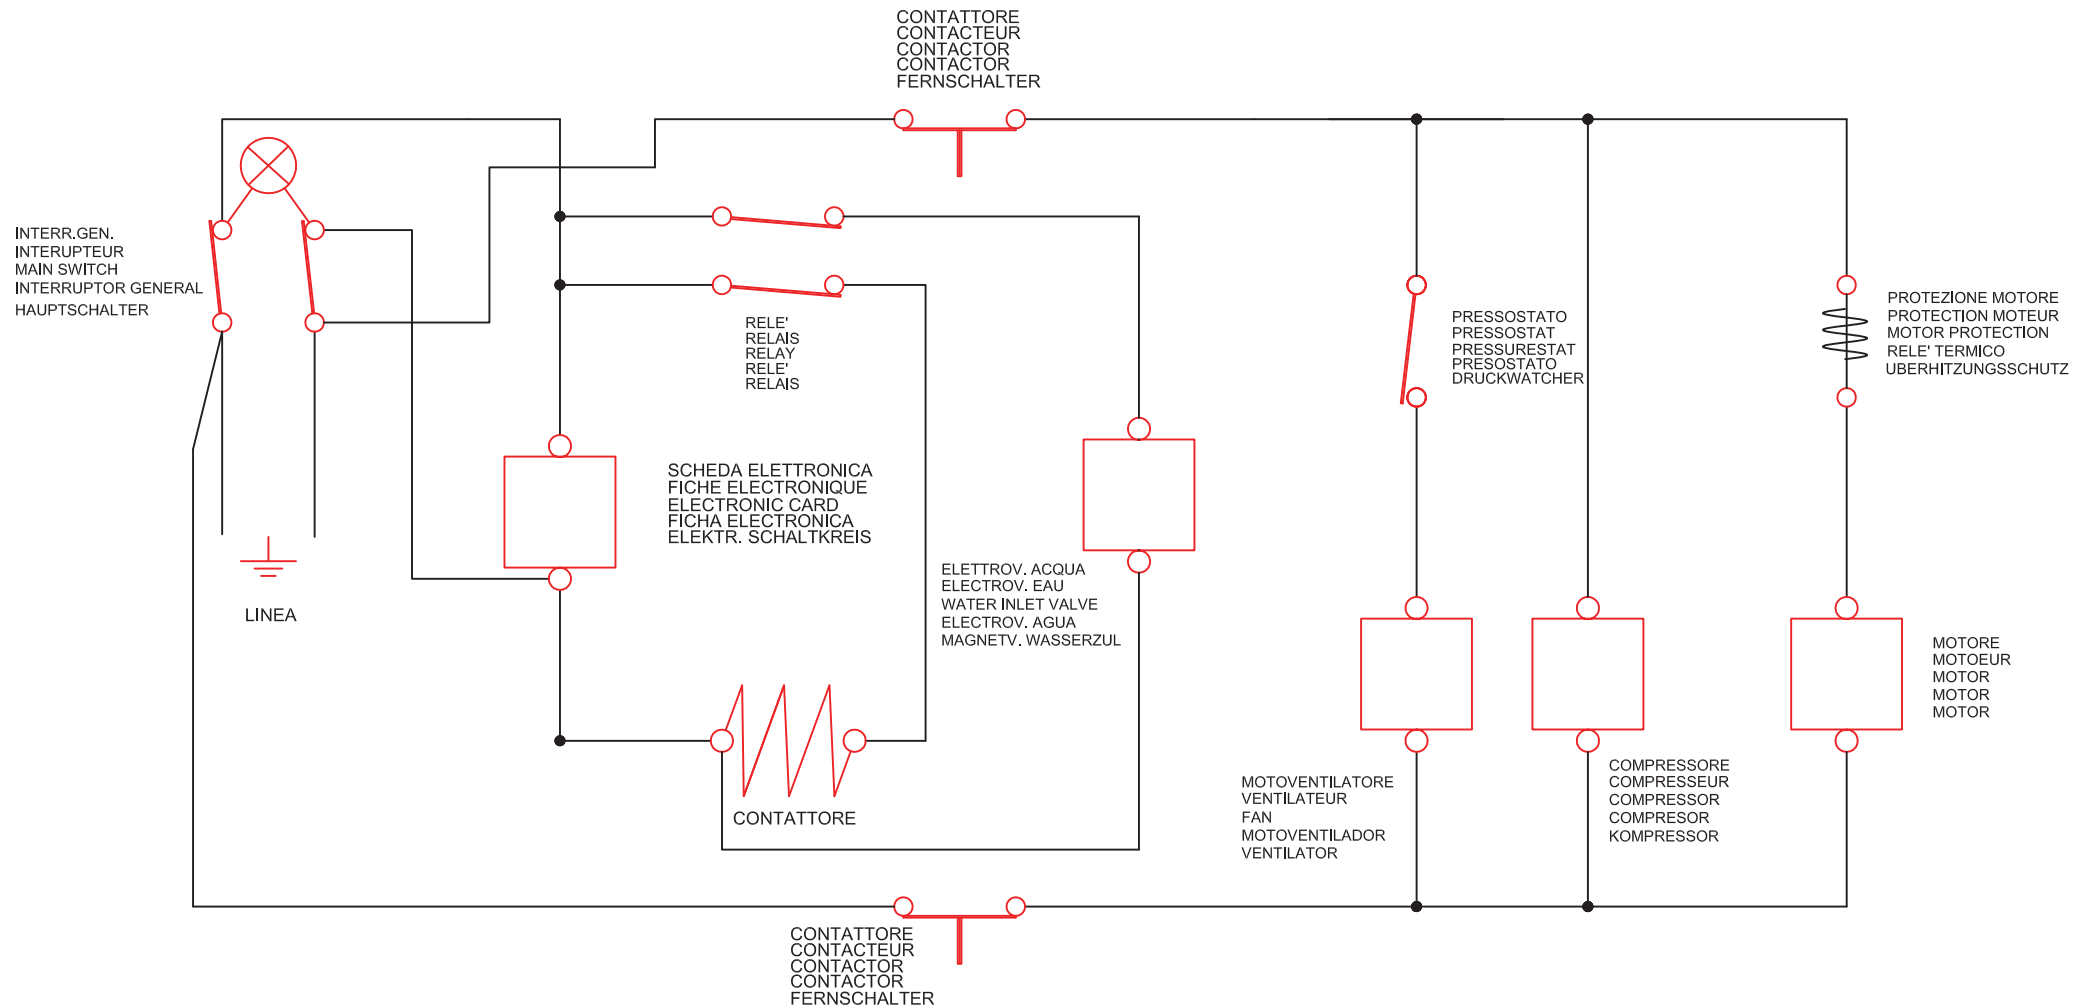 CONTATTORE
CONTACTEUR
CONTACTOR
CONTACTOR
FERNSCHALTER
INTERR.GEN.
INTERUPTEUR
MAIN SWITCH
INTERRUPTOR GENERAL
HAUPTSCHALTER
RELE'
RELAIS
RELAY
RELE'
RELAIS
PRESSOSTATO
PRESSOSTAT
PRESSURESTAT
PRESOSTATO
DRUCKWATCHER
PROTEZIONE MOTORE
PROTECTION MOTEUR
MOTOR PROTECTION
RELE' TERMICO
UBERHITZUNGSSCHUTZ
SCHEDA ELETTRONICA
FICHE ELECTRONIQUE
ELECTRONIC CARD
FICHA ELECTRONICA
ELEKTR. SCHALTKREIS
ELETTROV. ACQUA
ELECTROV. EAU
WATER INLET VALVE
ELECTROV. AGUA
MAGNETV. WASSERZUL
LINEA
MOTORE
MOTOEUR
MOTOR
MOTOR
MOTOR
CONTATTORE
MOTOVENTILATORE
VENTILATEUR
FAN
MOTOVENTILADOR
VENTILATOR
COMPRESSORE
COMPRESSEUR
COMPRESSOR
COMPRESOR
KOMPRESSOR
CONTATTORE
CONTACTEUR
CONTACTOR
CONTACTOR
FERNSCHALTER